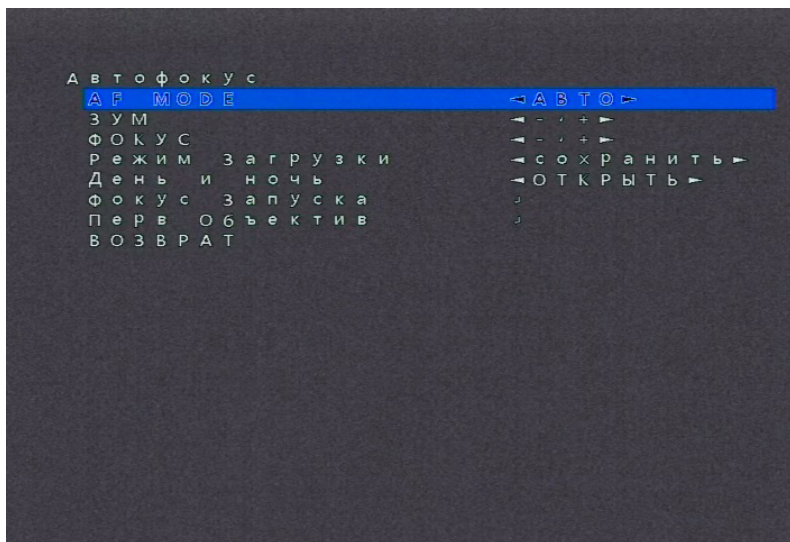 Автофокус
AF MODE ◄АВТО►
ЗУМ ◄-,+►
ФОКУС ◄-,+►
Режим Загрузки ◄сохранить►
День и ночь ◄ОТКРЫТЬ►
фокус Запуска ┘
Перв Объектив ┘
ВОЗВРАТ